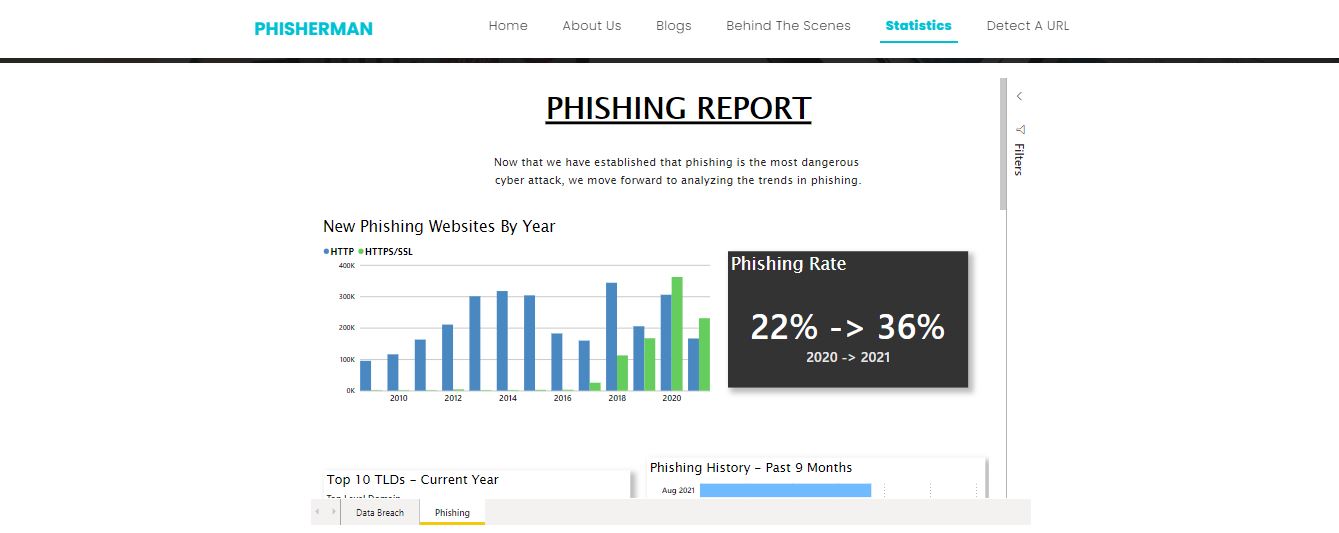 PHISHERMAN
Home About Us Blogs Behind The Scenes Statistics Detect A URL
PHISHING REPORT
Now that we have established that phishing is the most dangerous
cyber attack, we move forward to analyzing the trends in phishing.
Filters
New Phishing Websites By Year
HTTP HTTPS/SSL
400K
300K
200K
100K
0K
2010 2012 2014 2016 2018 2020
Phishing Rate
22% -> 36%
2020 -> 2021
Top 10 TLDs - Current Year
Top Level Domain
Phishing History - Past 9 Months
Aug 2021
Data Breach Phishing